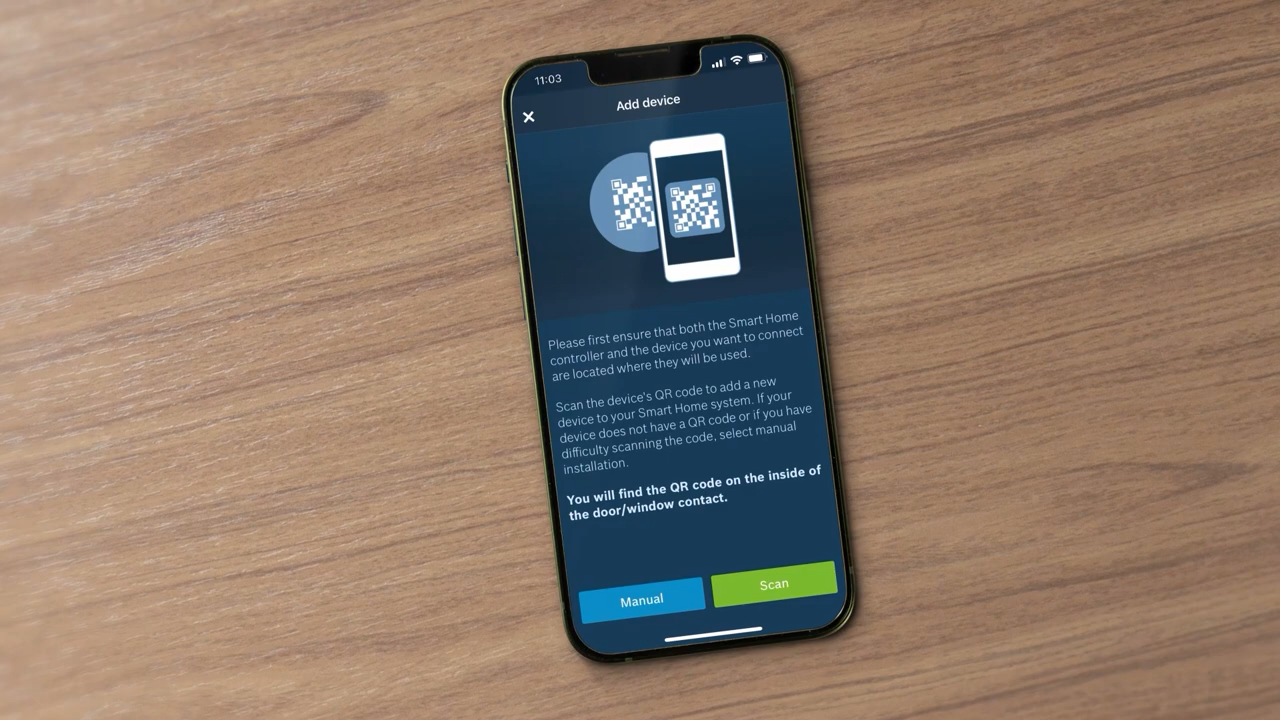 11:03
Add device
Please first ensure that both the Smart Home
controller and the device you want to connect
are located where they will be used.
Scan the device's QR code to add a new
device to your Smart Home system. If your
device does not have a QR code or if you have
difficulty scanning the code, select manual
installation.
You will find the QR code on the inside of
the door/window contact.
Manual
Scan